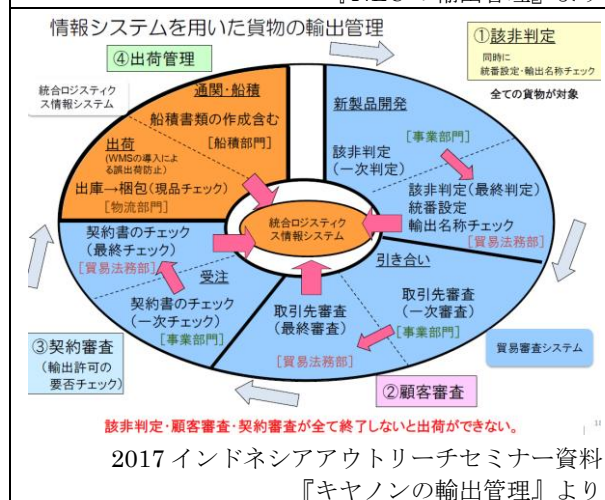 『NEC の輸出管理』より
情報システムを用いた貨物の輸出管理
①該非判定
同時に
統番設定・輸出名称チェック
全ての貨物が対象
④出荷管理
統合ロジスティク
ス情報システム
通関・船積
船積書類の作成含む
[船積部門]
出荷
(WMSの導入によ
る誤出荷防止)
出庫→梱包(現品チェック)
[物流部門]
新製品開発
[事業部門]
該非判定
(一次判定)
該非判定(最終判定)
統番設定
輸出名称チェック
[貿易法務部]
統合ロジスティク
ス情報システム
契約書のチェック
(最終チェック)
[貿易法務部]
受注
契約書のチェック
(一次チェック)
[事業部門]
引き合い
取引先審査
(一次審査)
[事業部門]
取引先審査
(最終審査)
[貿易法務部]
貿易審査システム
③契約審査
(輸出許可の
要否チェック)
②顧客審査
該非判定・顧客審査・契約審査が全て終了しないと出荷ができない。
2017 インドネシアアウトリーチセミナー資料
『キヤノンの輸出管理』より